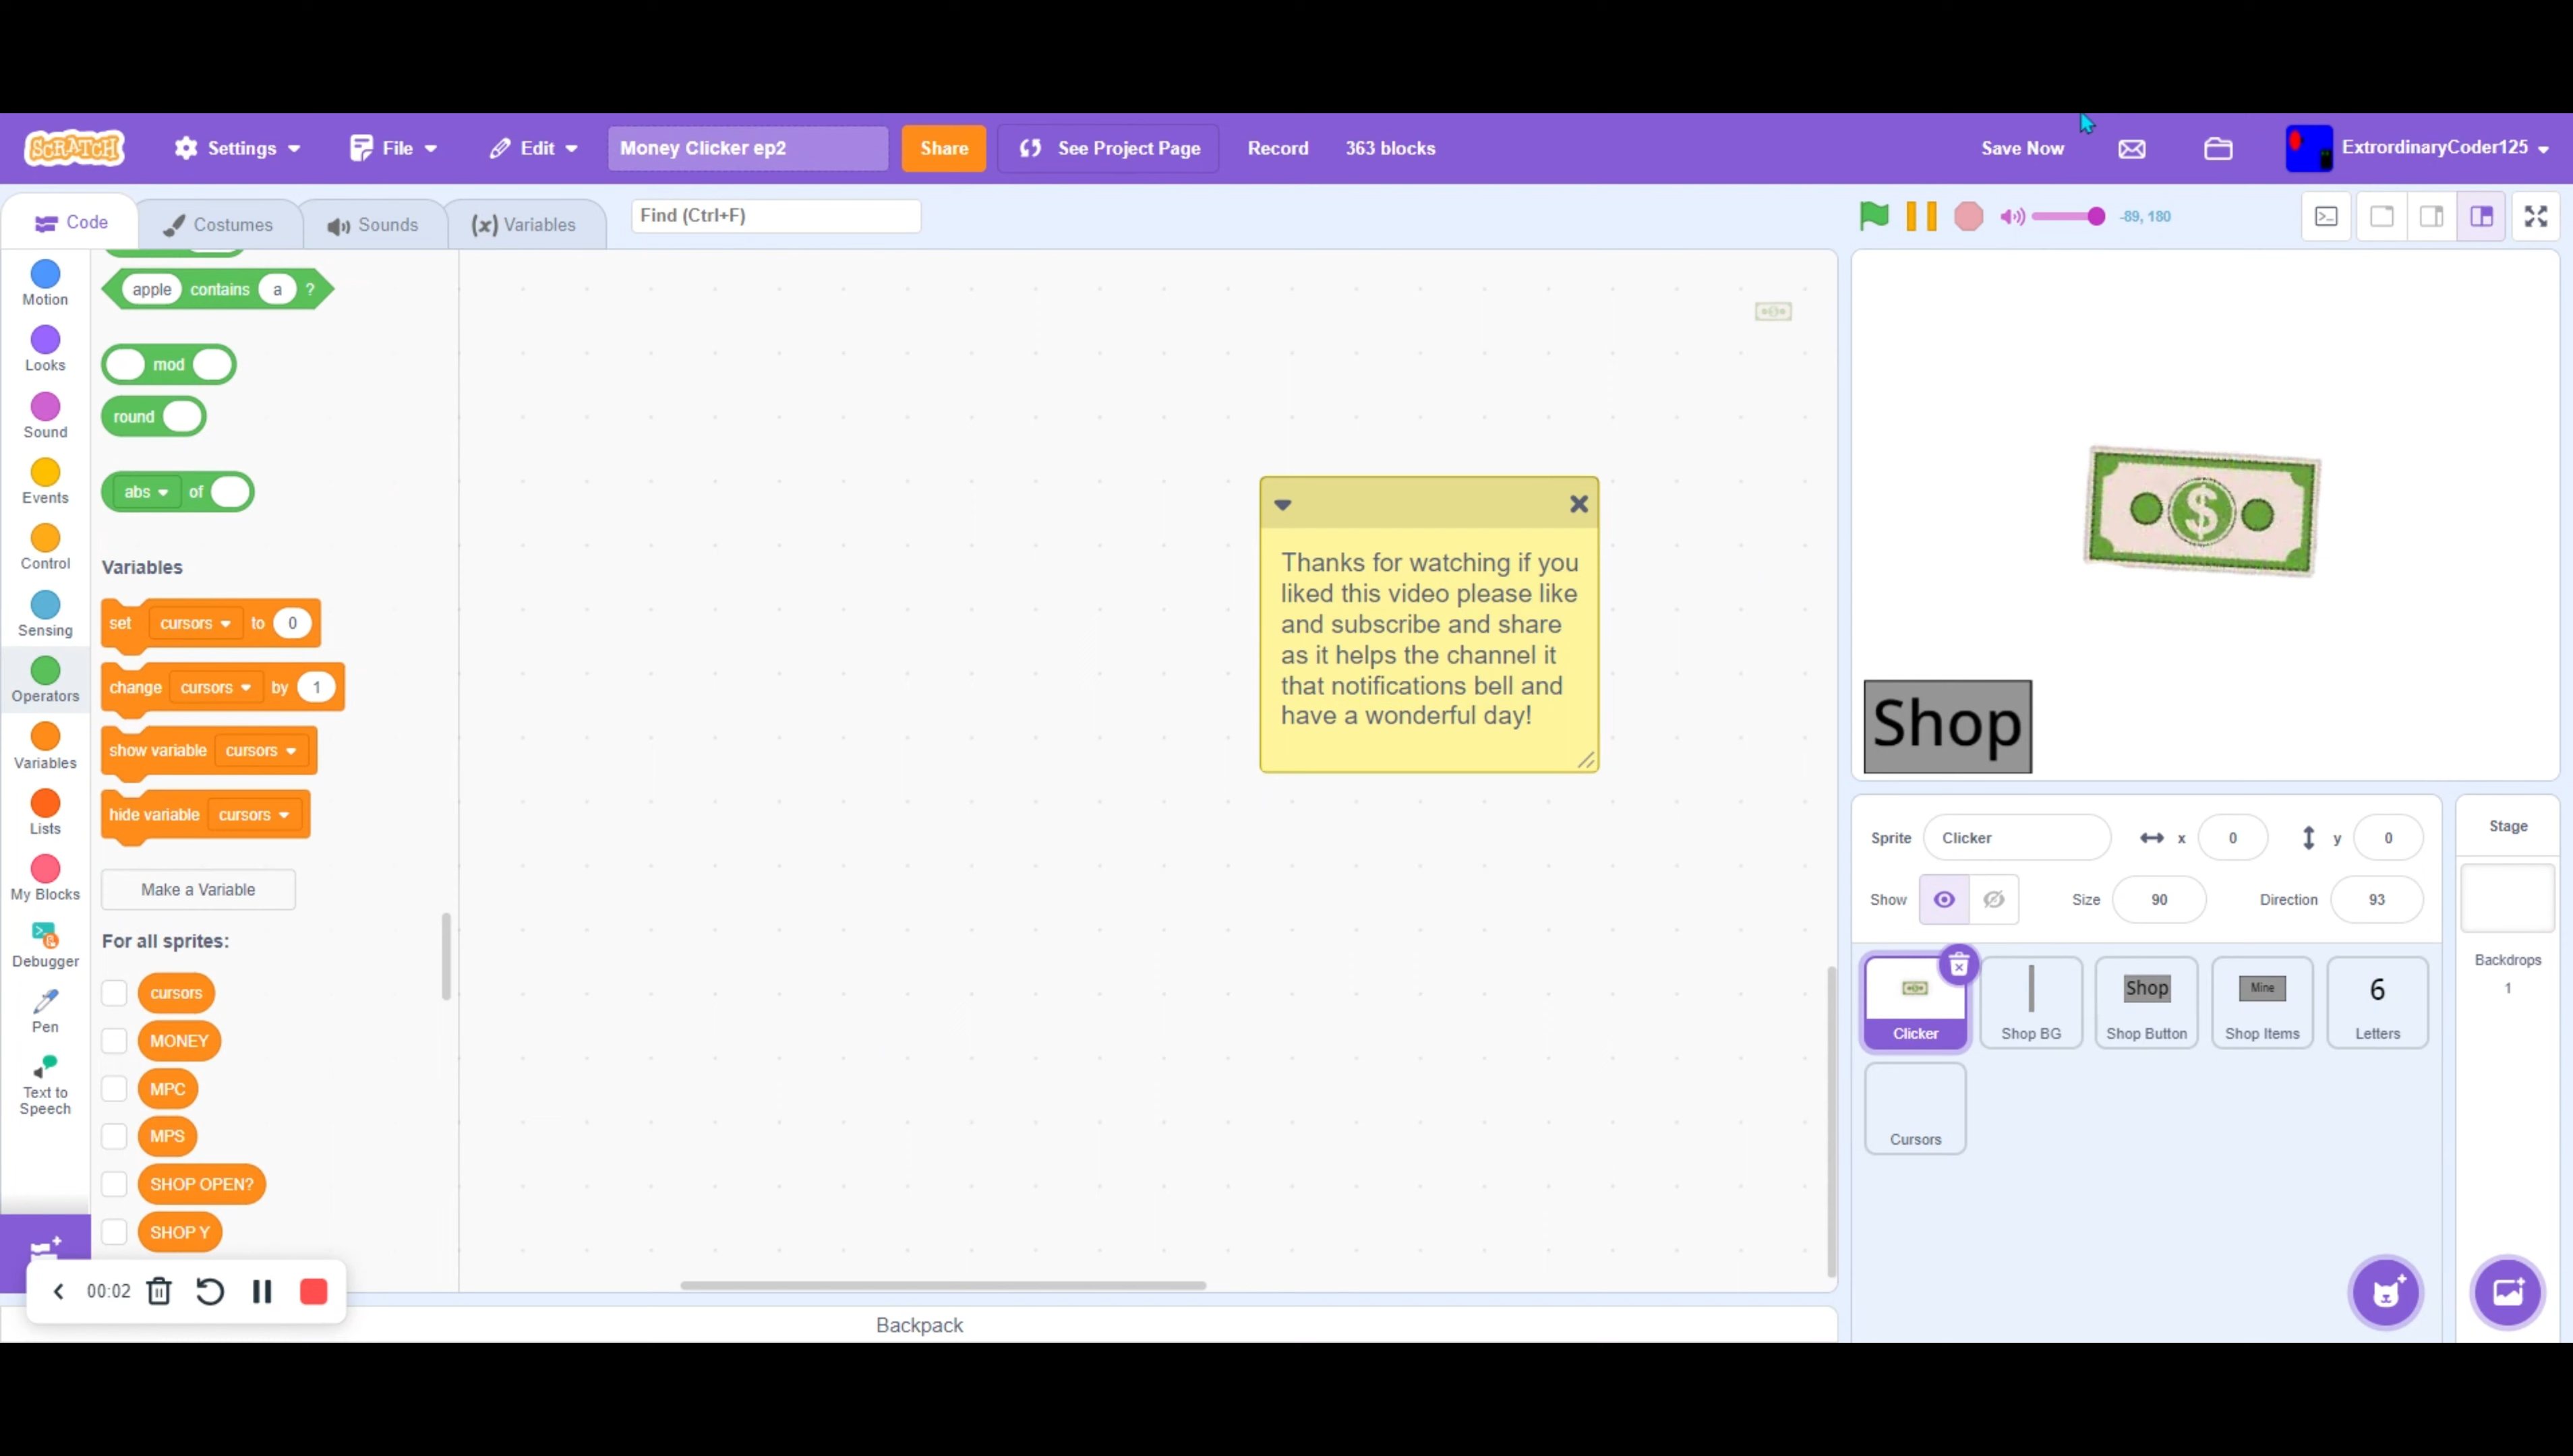 SCRATCH
Settings
File
Edit
Money Clicker ep2
Share
See Project Page
Record
363 blocks
Save Now
ExtrordinaryCoder125
Code
Costumes
Sounds
(x) Variables
Find (Ctrl+F)
-89, 180
Motion
Looks
Sound
Events
Control
Sensing
Operators
Variables
Lists
My Blocks
Debugger
Pen
Text to
Speech
apple contains a ?
mod
round
abs of
Variables
set cursors to 0
change cursors by 1
show variable cursors
hide variable cursors
Make a Variable
For all sprites:
cursors
MONEY
MPC
MPS
SHOP OPEN?
SHOP Y
00:02
Thanks for watching if you
liked this video please like
and subscribe and share
as it helps the channel it
that notifications bell and
have a wonderful day!
Backpack
$
Shop
Sprite Clicker x 0 y 0
Show Size 90 Direction 93
Clicker
Shop BG
Shop
Shop Button
Mine
Shop Items
6
Letters
Cursors
Stage
Backdrops
1